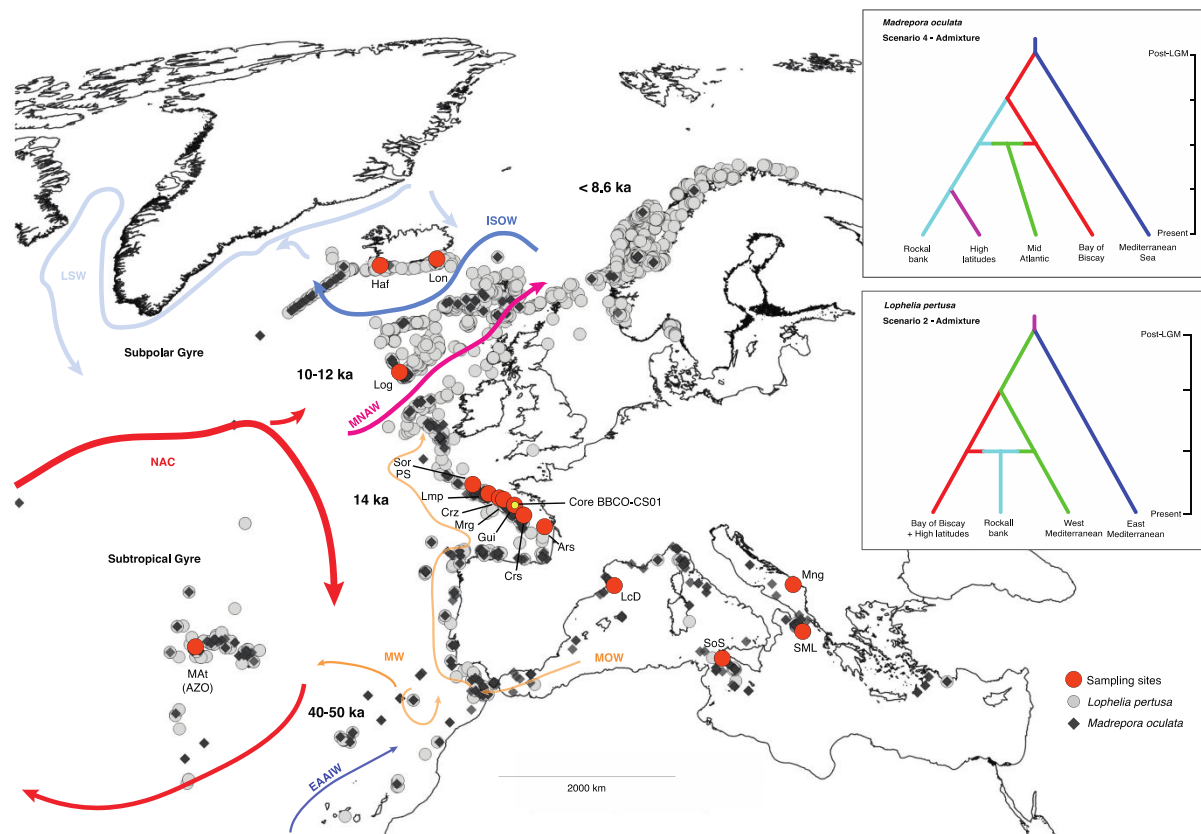 Madrepora oculata
Scenario 4 - Admixture
Post-LGM
Present
Rockal
bank
High
latitudes
Mid
Atlantic
Bay of
Biscay
Mediterranean
Sea
Lophelia pertusa
Scenario 2 - Admixture
Post-LGM
Present
Bay of Biscay
+ High latitudes
Rockall
bank
West
Mediterranean
East
Mediterranean
< 8.6 ka
ISOW
LSW
Haf
Lon
Subpolar Gyre
10-12 ka
Log
MNAW
NAC
Sor
PS
14 ka
Lmp
Crz
Mrg
Gui
Crs
Core BBCO-CS01
Ars
Subtropical Gyre
LcD
Mng
SML
SoS
MAt
(AZO)
MW
MOW
40-50 ka
EAAIW
2000 km
Sampling sites
Lophelia pertusa
Madrepora oculata